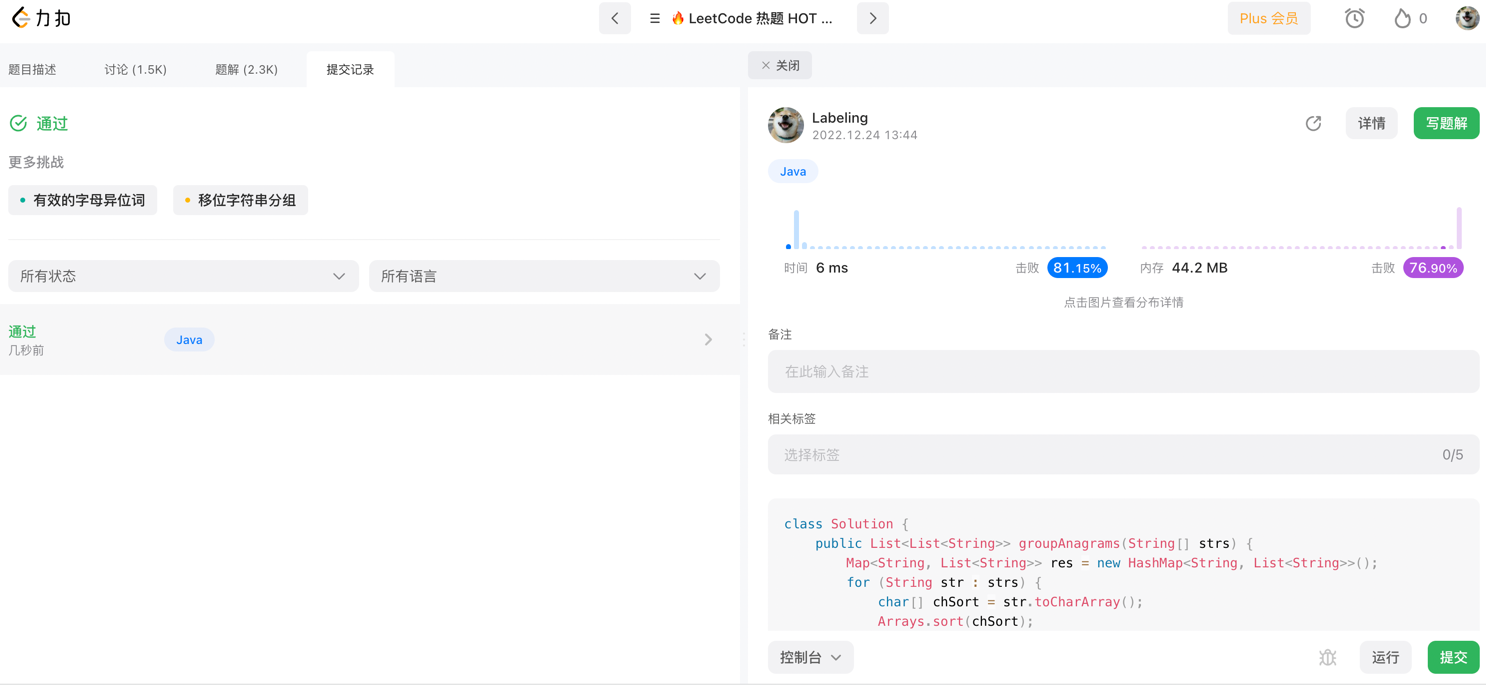 力扣
🔥 LeetCode 热题 HOT ...
Plus 会员
0
题目描述
讨论 (1.5K)
题解 (2.3K)
提交记录
× 关闭
通过
更多挑战
有效的字母异位词
移位字符串分组
所有状态
所有语言
通过
几秒前
Java
Labeling
2022.12.24 13:44
详情
写题解
Java
时间 6 ms
击败 81.15%
内存 44.2 MB
击败 76.90%
点击图片查看分布详情
备注
在此输入备注
相关标签
选择标签
0/5
class Solution {
public List<List<String>> groupAnagrams(String[] strs) {
Map<String, List<String>> res = new HashMap<String, List<String>>();
for (String str : strs) {
char[] chSort = str.toCharArray();
Arrays.sort(chSort);
控制台
运行
提交